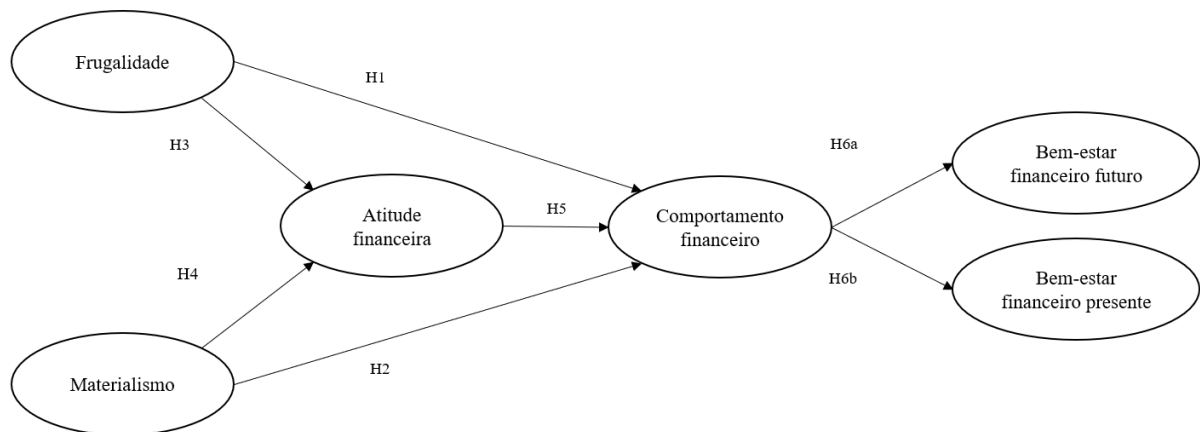 Frugalidade
H1
H3
H6a
Bem-estar
financeiro futuro
Atitude
financeira
H5
Comportamento
financeiro
H4
H6b
Bem-estar
financeiro presente
Materialismo
H2